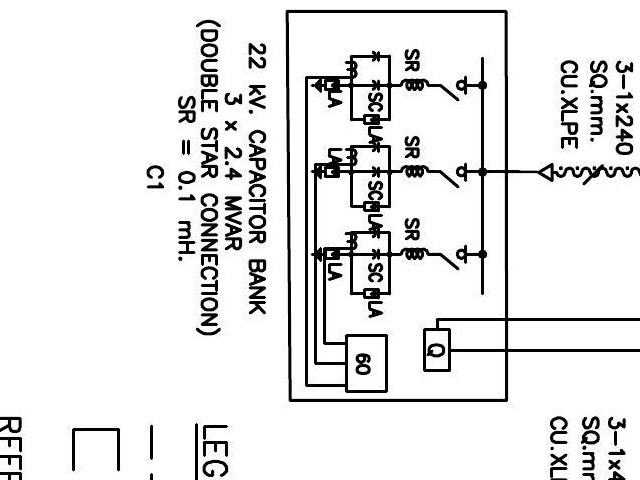 3-1x240
SQ.mm.
CU.XLPE
SR
SC
LA
LA
SR
SC
LA
LA
SR
SC
LA
LA
Q
60
22 kV. CAPACITOR BANK
3 x 2.4 MVAR
(DOUBLE STAR CONNECTION)
SR = 0.1 mH.
C1
3-1x4
SQ.mr
CU.XL
LEG
REFE